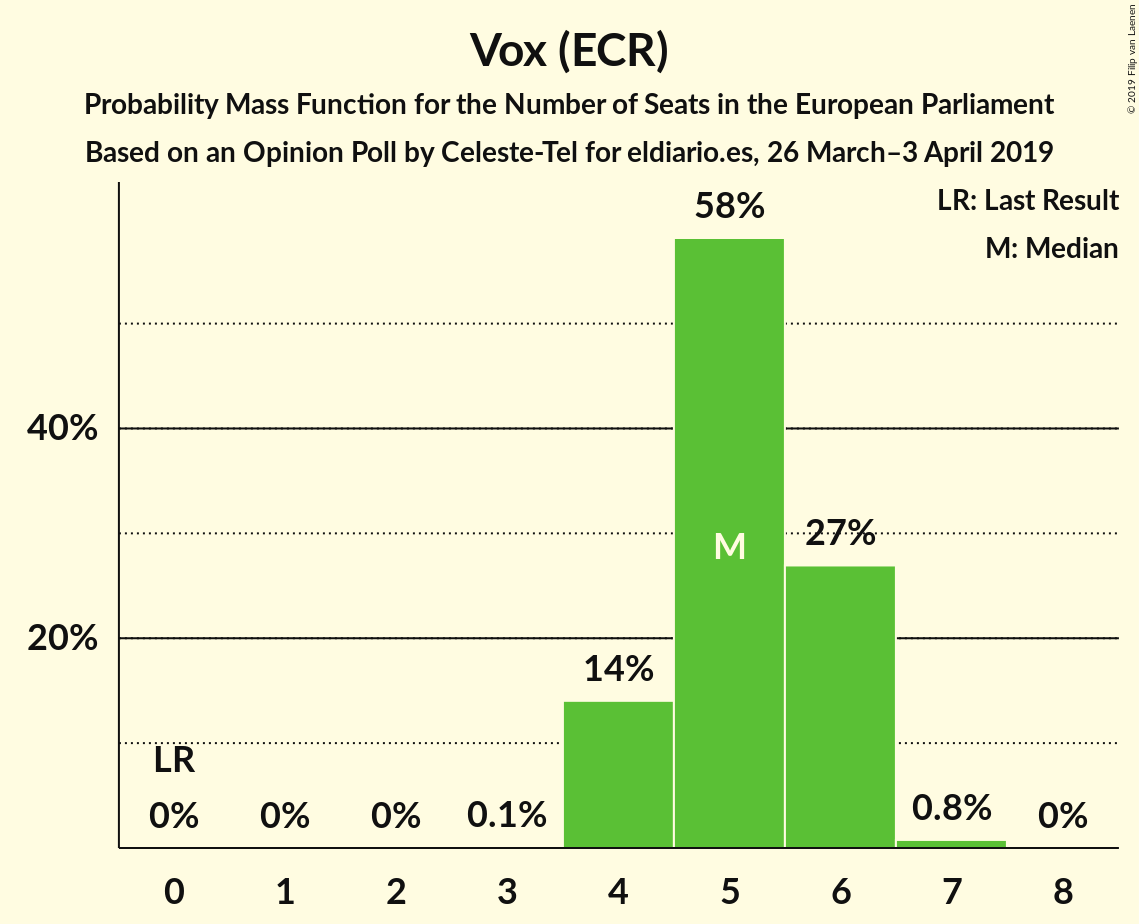 Vox (ECR)
Probability Mass Function for the Number of Seats in the European Parliament
Based on an Opinion Poll by Celeste-Tel for eldiario.es, 26 March–3 April 2019
© 2019 Filip van Laenen
LR: Last Result
M: Median
58%
40%
M
27%
20%
14%
LR
0% 0% 0% 0.1% 0.8% 0%
0 1 2 3 4 5 6 7 8